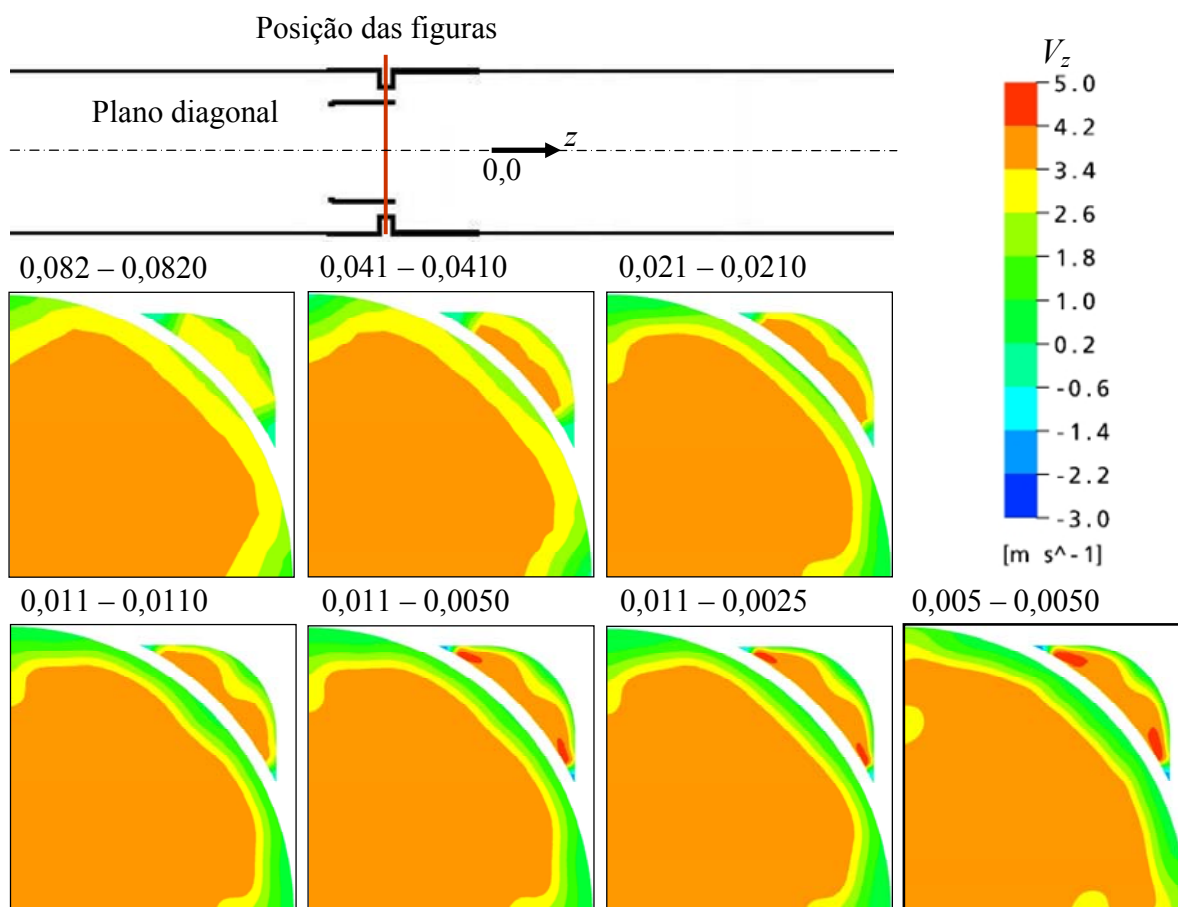 Posição das figuras
Plano diagonal
z
0,0
V_z
5.0
4.2
3.4
2.6
1.8
1.0
0.2
-0.6
-1.4
-2.2
-3.0
[m s^-1]
0,082 – 0,0820
0,041 – 0,0410
0,021 – 0,0210
0,011 – 0,0110
0,011 – 0,0050
0,011 – 0,0025
0,005 – 0,0050